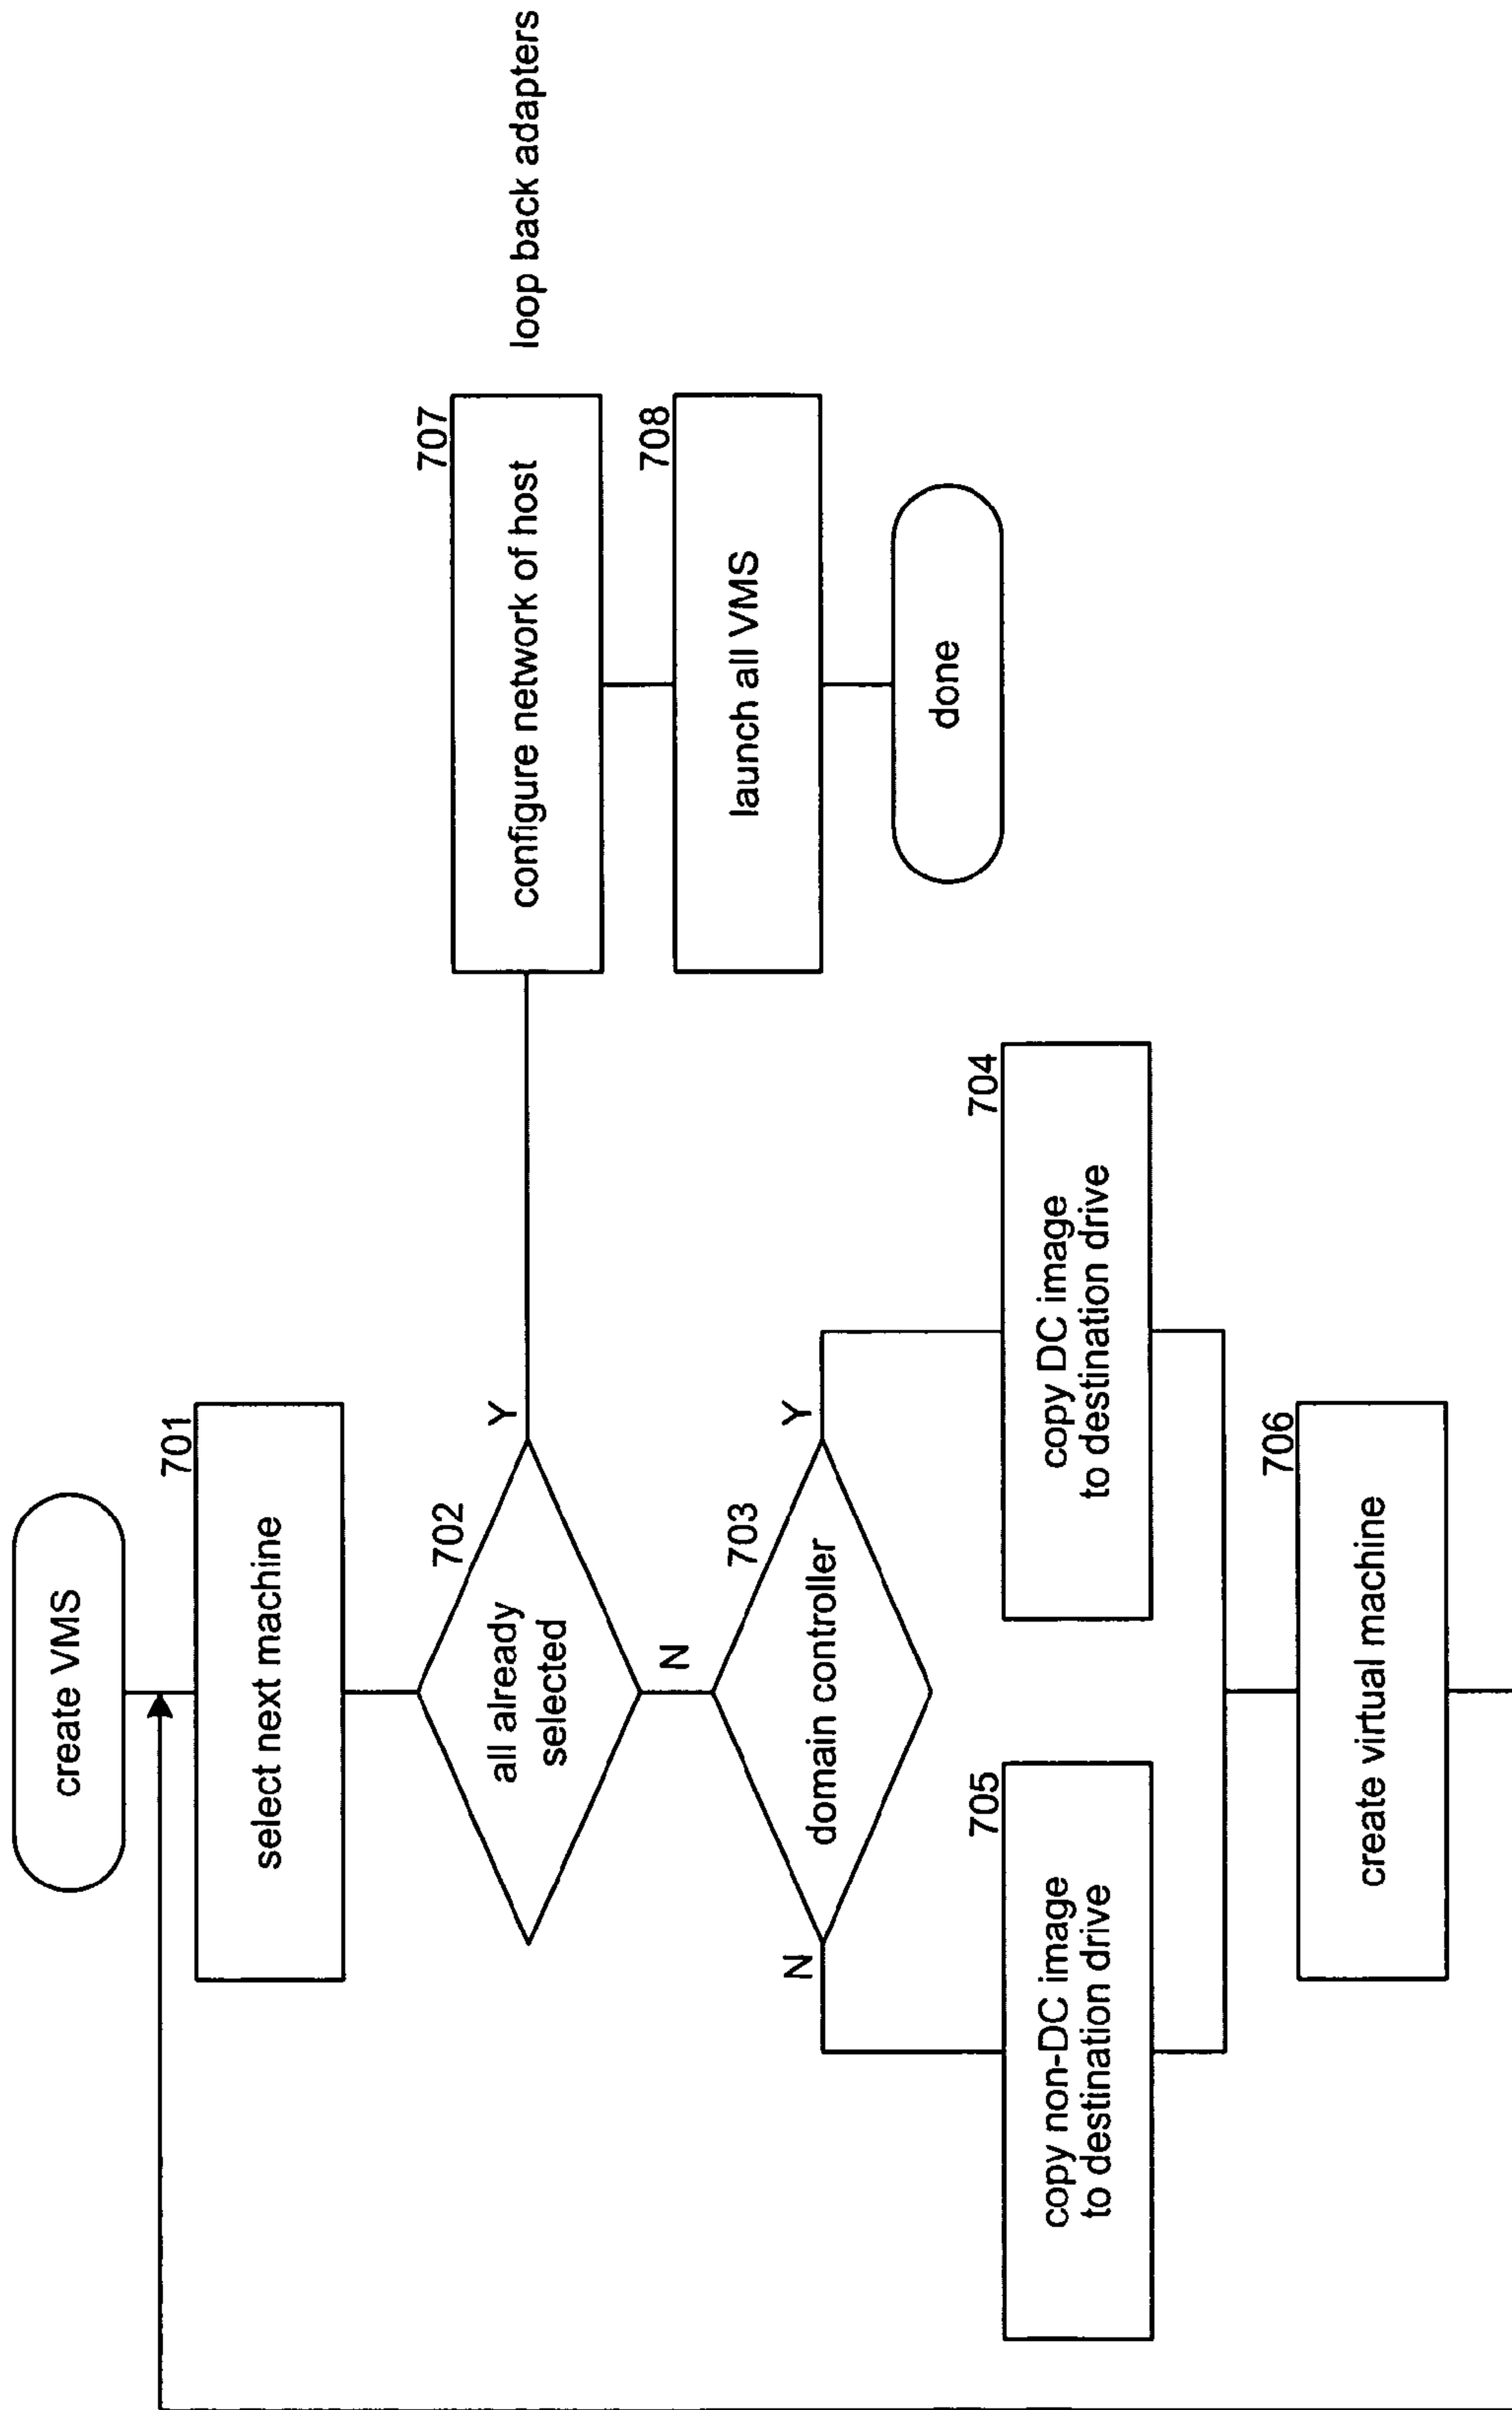 create VMS
701
select next machine
702
all already
selected
Y
N
707
configure network of host
loop back adapters
708
launch all VMS
done
703
domain controller
N
Y
705
copy non-DC image
to destination drive
704
copy DC image
to destination drive
706
create virtual machine